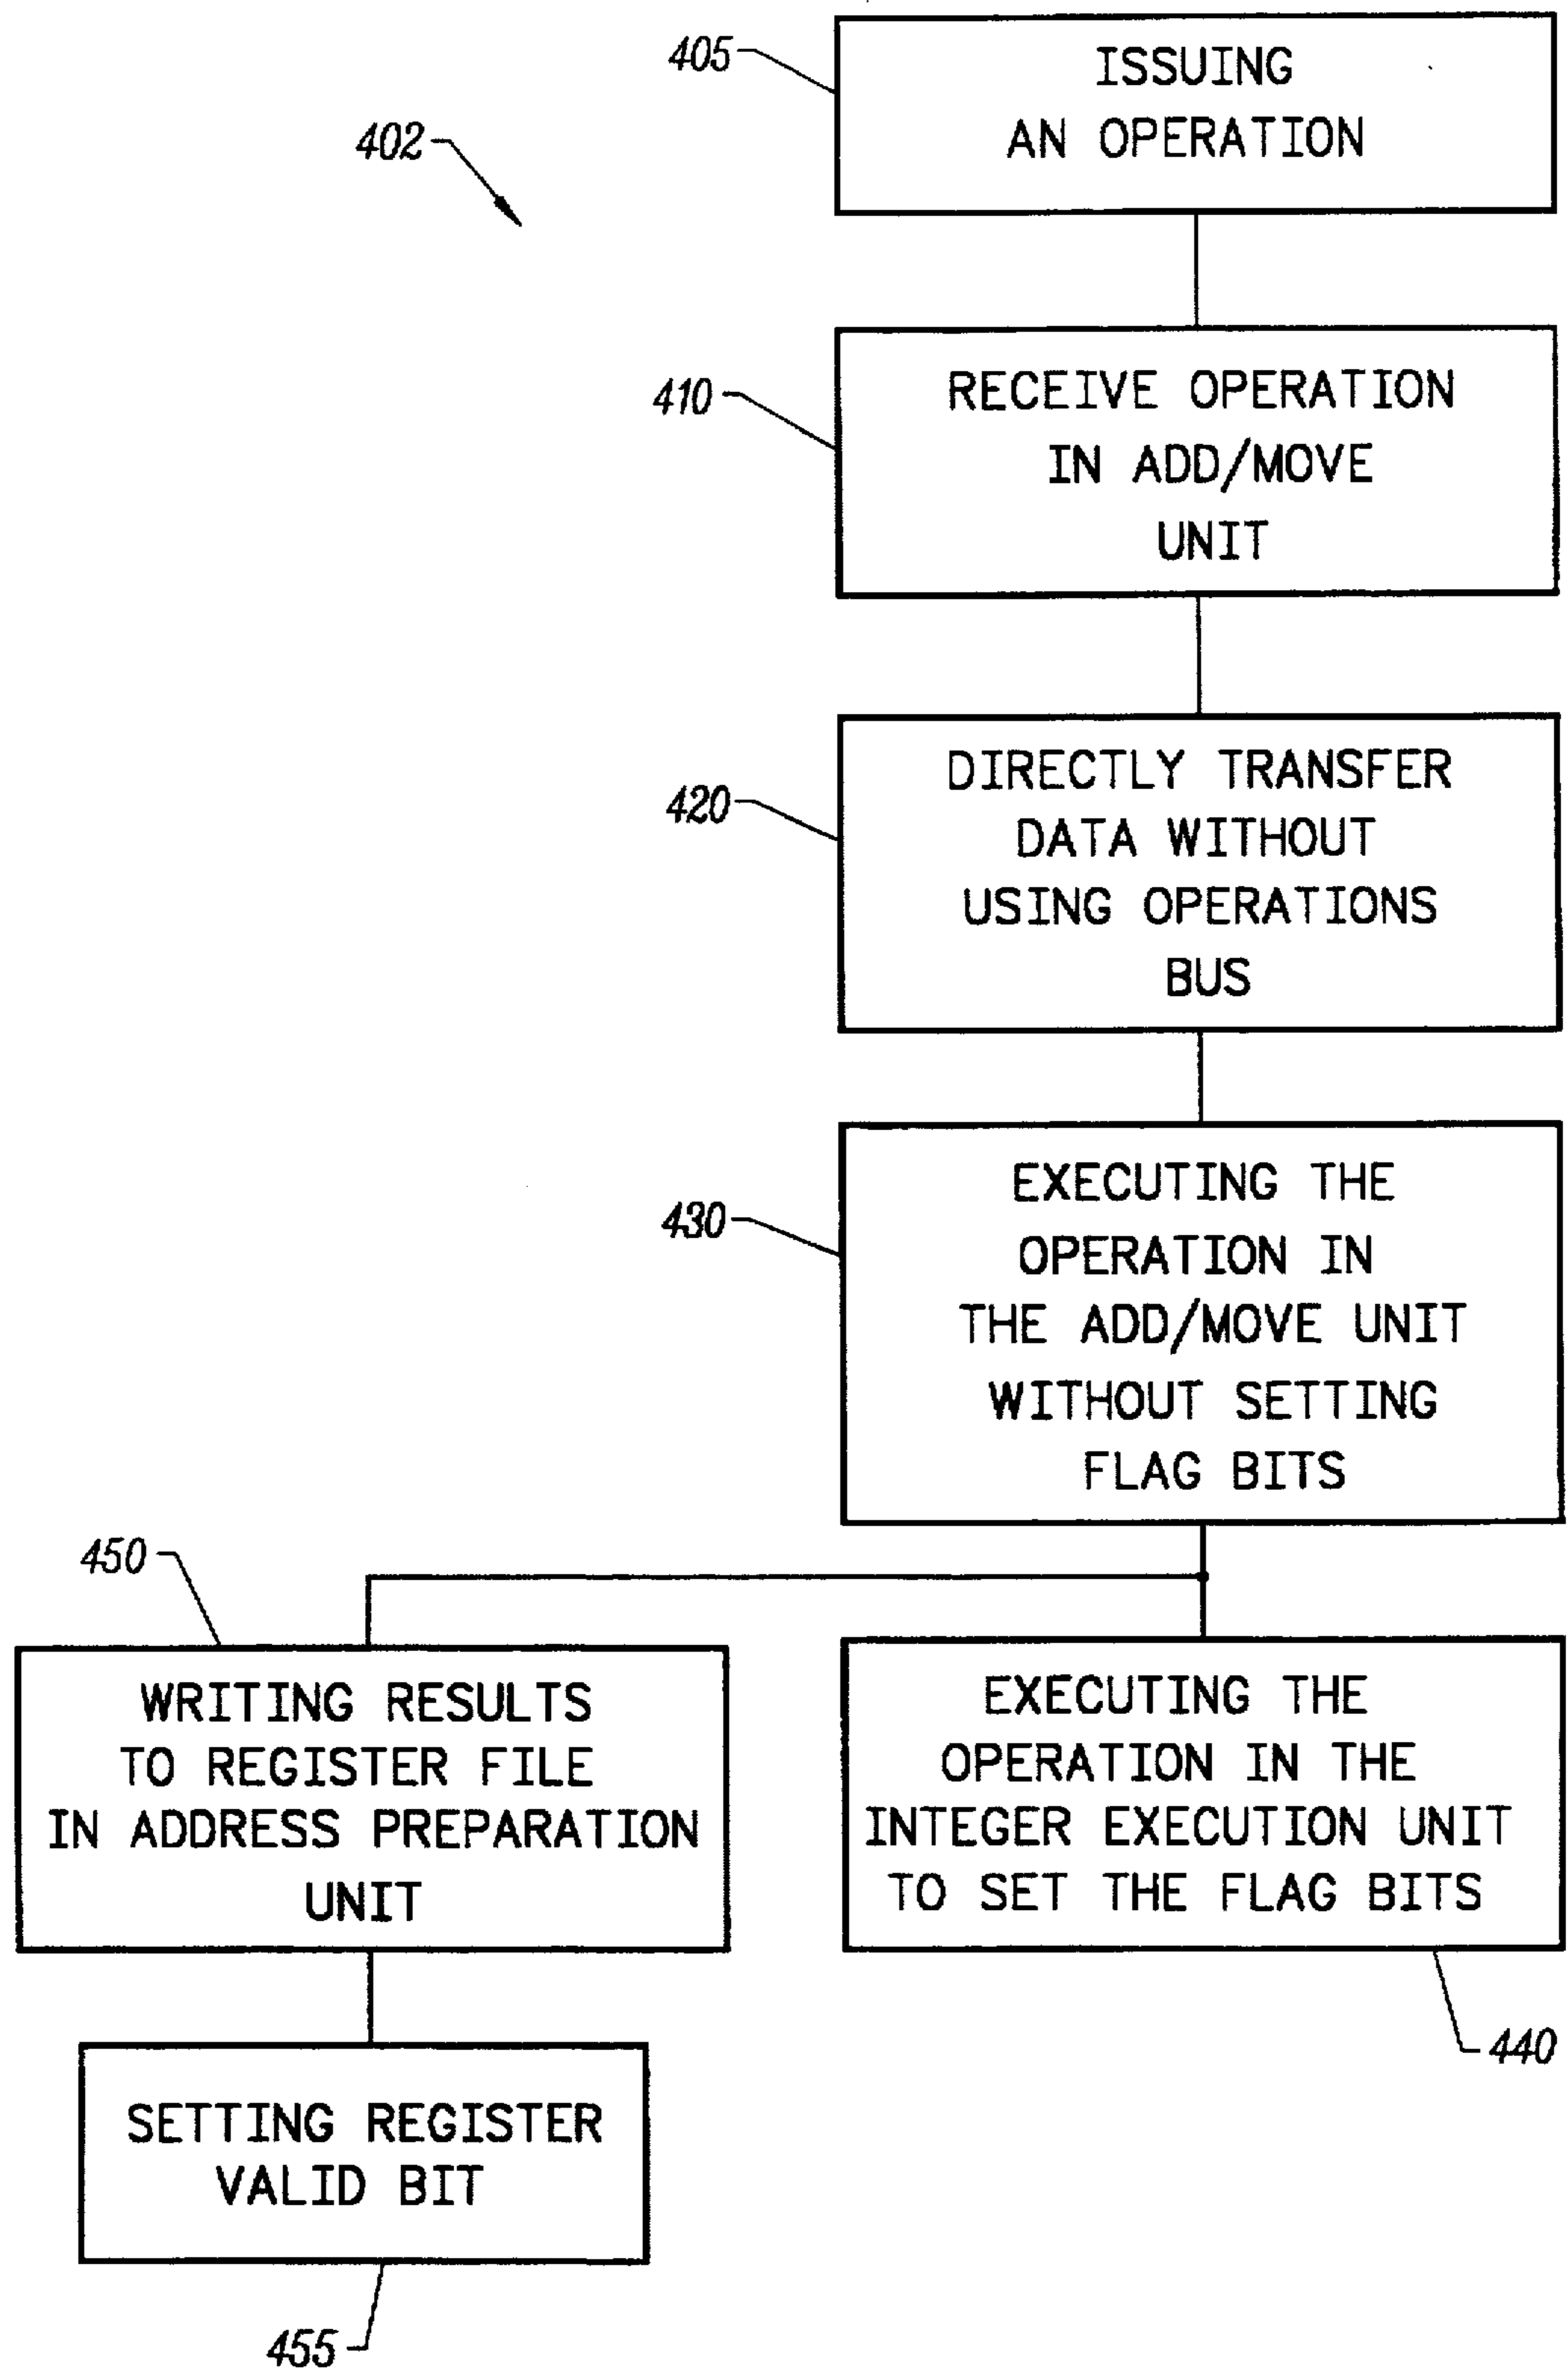 405
ISSUING
AN OPERATION
402
410
RECEIVE OPERATION
IN ADD/MOVE
UNIT
420
DIRECTLY TRANSFER
DATA WITHOUT
USING OPERATIONS
BUS
430
EXECUTING THE
OPERATION IN
THE ADD/MOVE UNIT
WITHOUT SETTING
FLAG BITS
450
WRITING RESULTS
TO REGISTER FILE
IN ADDRESS PREPARATION
UNIT
EXECUTING THE
OPERATION IN THE
INTEGER EXECUTION UNIT
TO SET THE FLAG BITS
440
SETTING REGISTER
VALID BIT
455